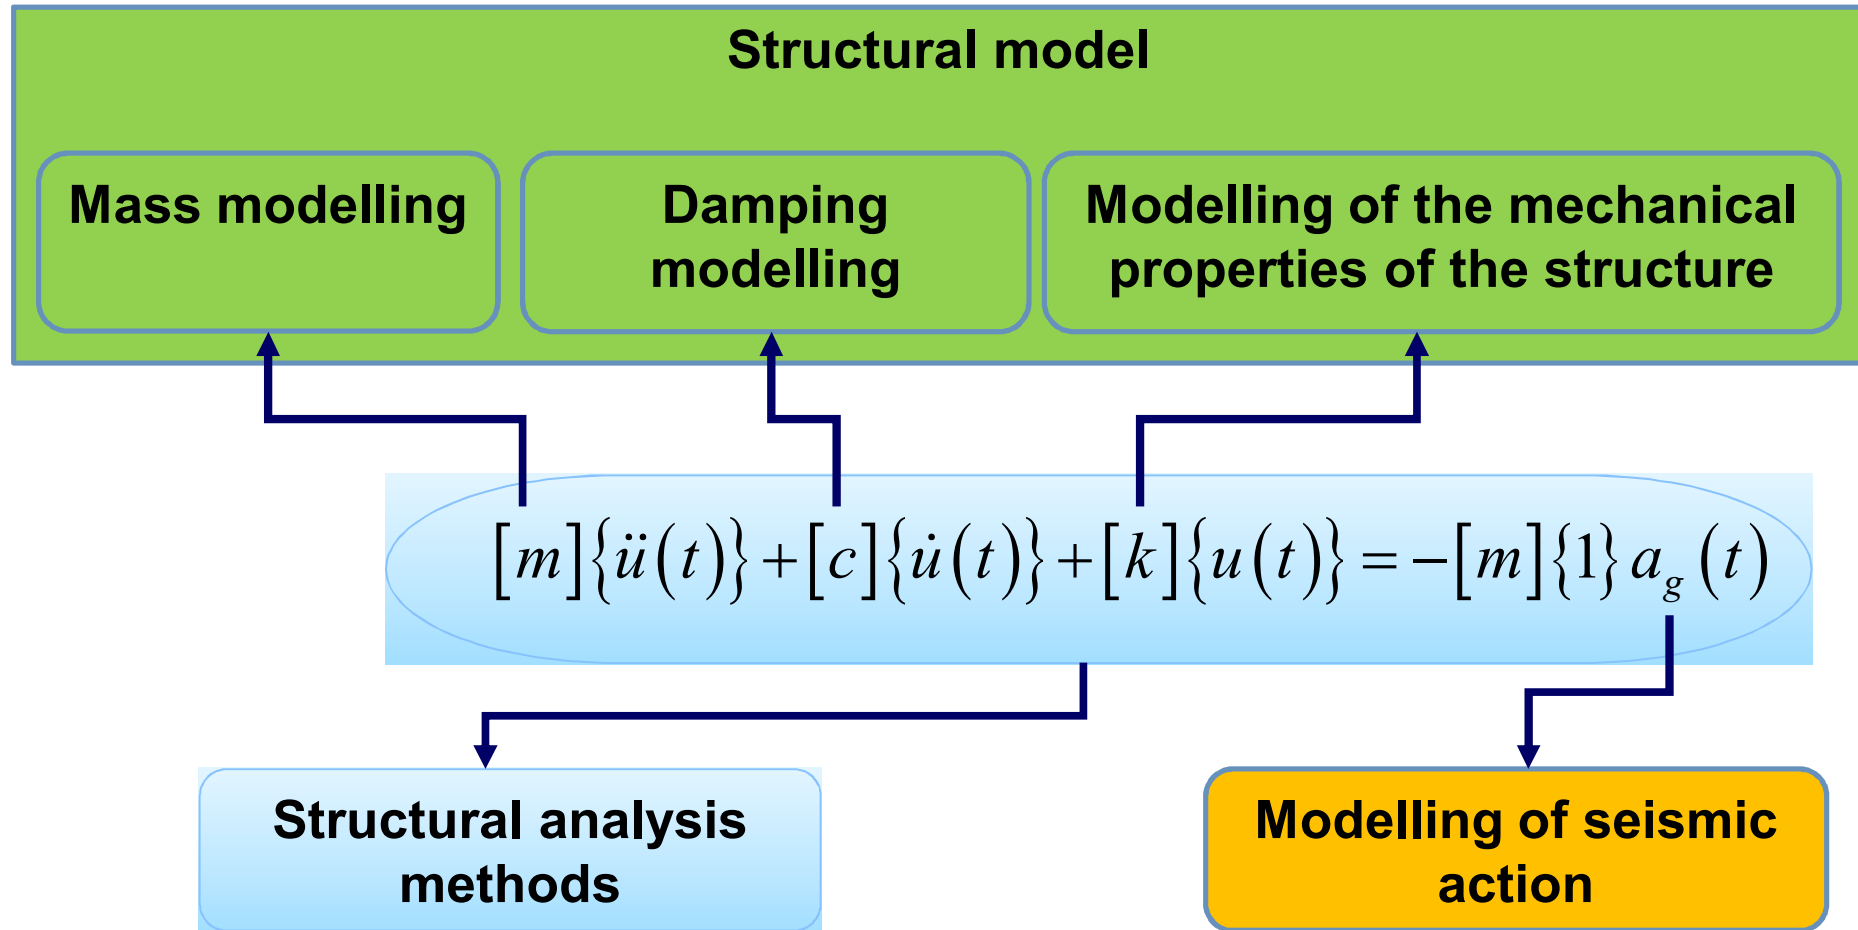 Structural model
Mass modelling
Damping
modelling
Modelling of the mechanical
properties of the structure
[m]{ü(t)}+[c]{u̇(t)}+[k]{u(t)}=−[m]{1}a_g(t)
Structural analysis
methods
Modelling of seismic
action